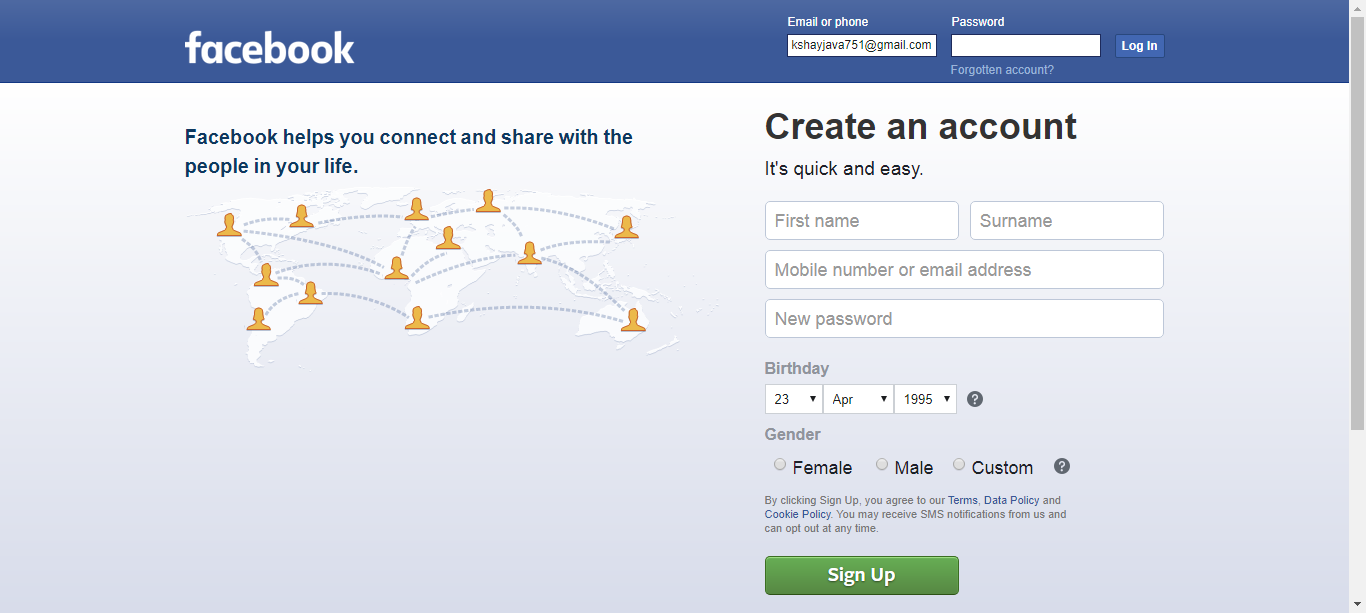 facebook
Email or phone
Password
kshayjava751@gmail.com
Log In
Forgotten account?
Facebook helps you connect and share with the
people in your life.
Create an account
It's quick and easy.
First name
Surname
Mobile number or email address
New password
Birthday
23
Apr
1995
?
Gender
Female
Male
Custom
?
By clicking Sign Up, you agree to our Terms, Data Policy and
Cookie Policy. You may receive SMS notifications from us and
can opt out at any time.
Sign Up